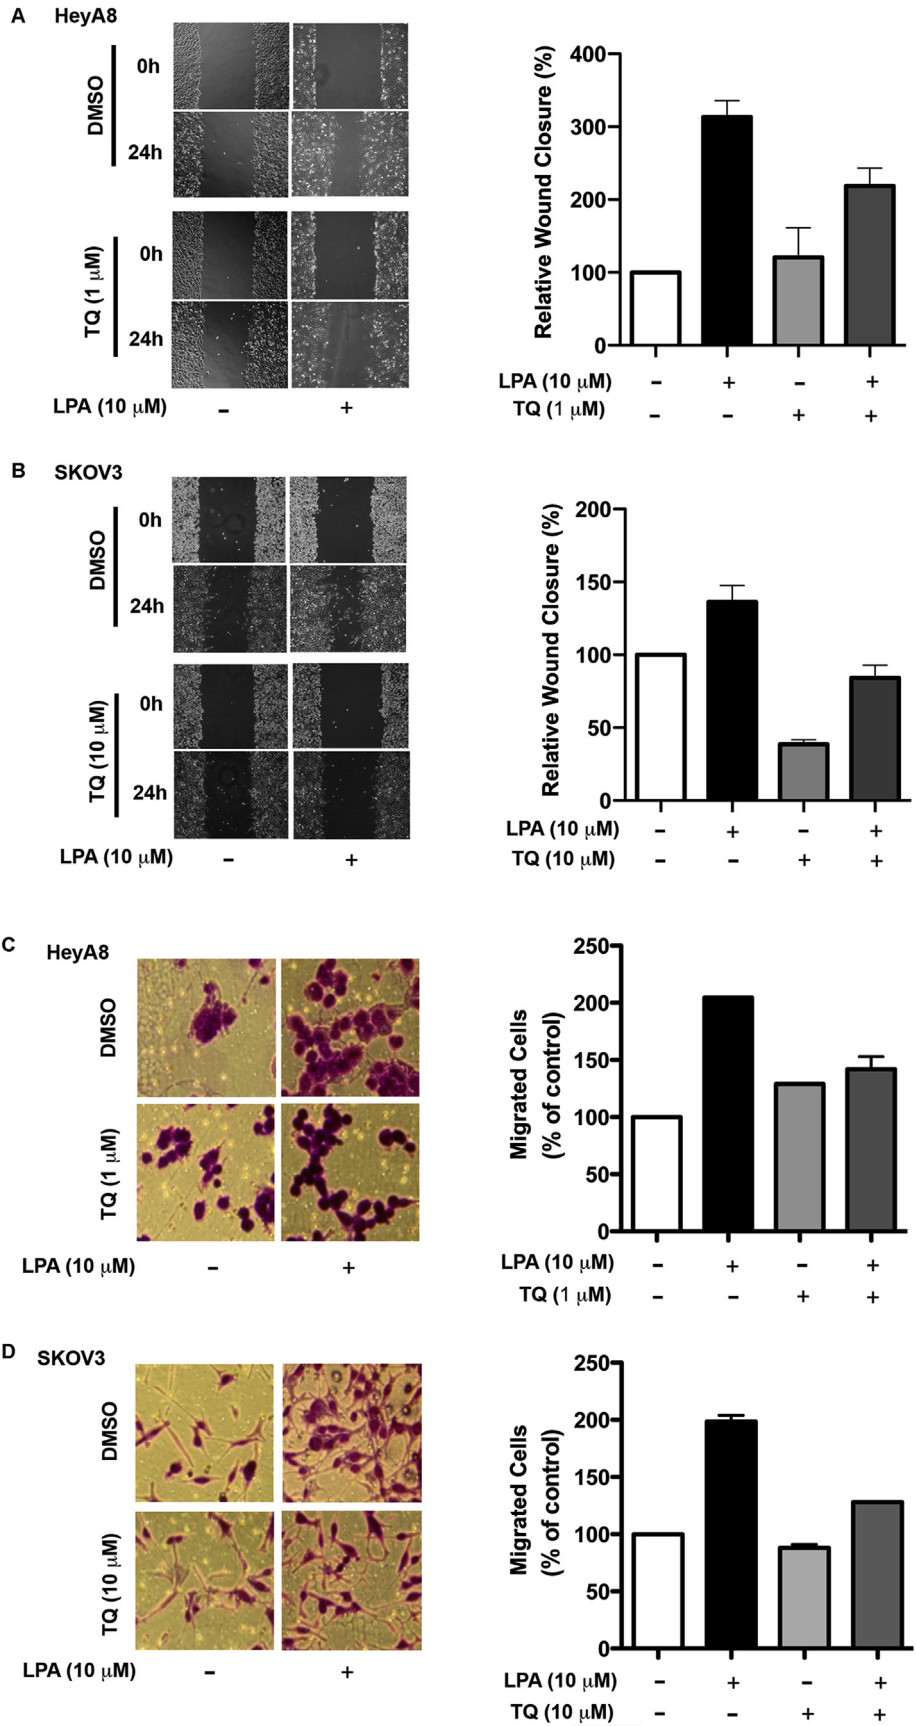 A HeyA8
DMSO
0h
24h
TQ (1 μM)
0h
24h
LPA (10 μM) – +
Relative Wound Closure (%)
400
300
200
100
0
LPA (10 μM) – + – +
TQ (1 μM) – – + +
B SKOV3
DMSO
0h
24h
TQ (10 μM)
0h
24h
LPA (10 μM) – +
Relative Wound Closure (%)
200
150
100
50
0
LPA (10 μM) – + – +
TQ (10 μM) – – + +
C HeyA8
DMSO
TQ (1 μM)
LPA (10 μM) – +
Migrated Cells
(% of control)
250
200
150
100
50
0
LPA (10 μM) – + – +
TQ (1 μM) – – + +
D SKOV3
DMSO
TQ (10 μM)
LPA (10 μM) – +
Migrated Cells
(% of control)
250
200
150
100
50
0
LPA (10 μM) – + – +
TQ (10 μM) – – + +